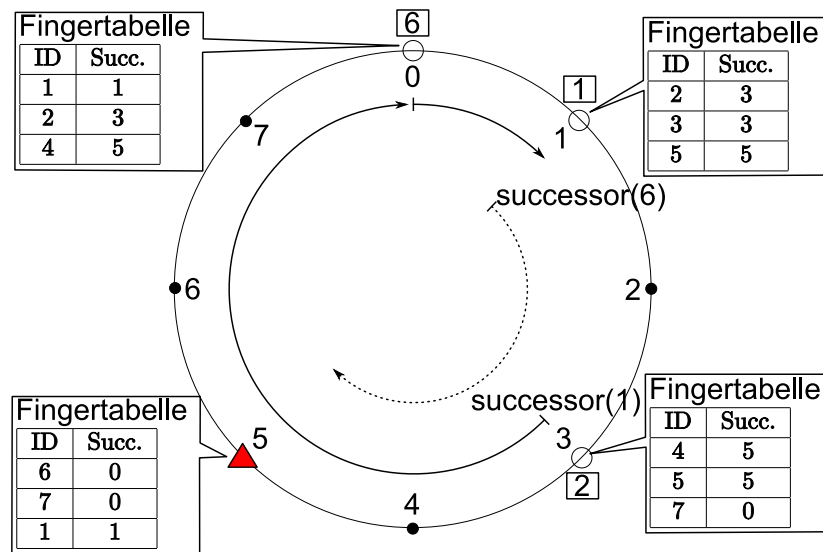 6
Fingertabelle
ID Succ.
1 1
2 3
4 5
0
Fingertabelle
ID Succ.
2 3
3 3
5 5
1
1
7
successor(6)
6
2
successor(1)
Fingertabelle
ID Succ.
6 0
7 0
1 1
5
3
2
4
Fingertabelle
ID Succ.
4 5
5 5
7 0